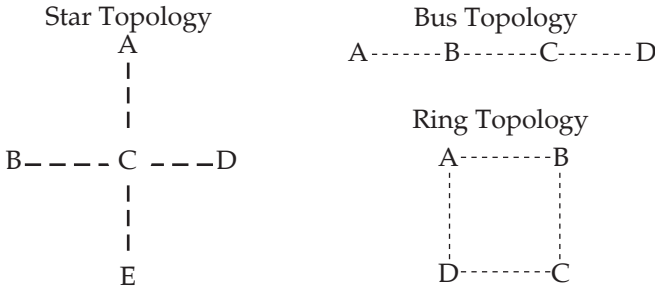 Star Topology
A
B C D
E
Bus Topology
A B C D
Ring Topology
A B
D C